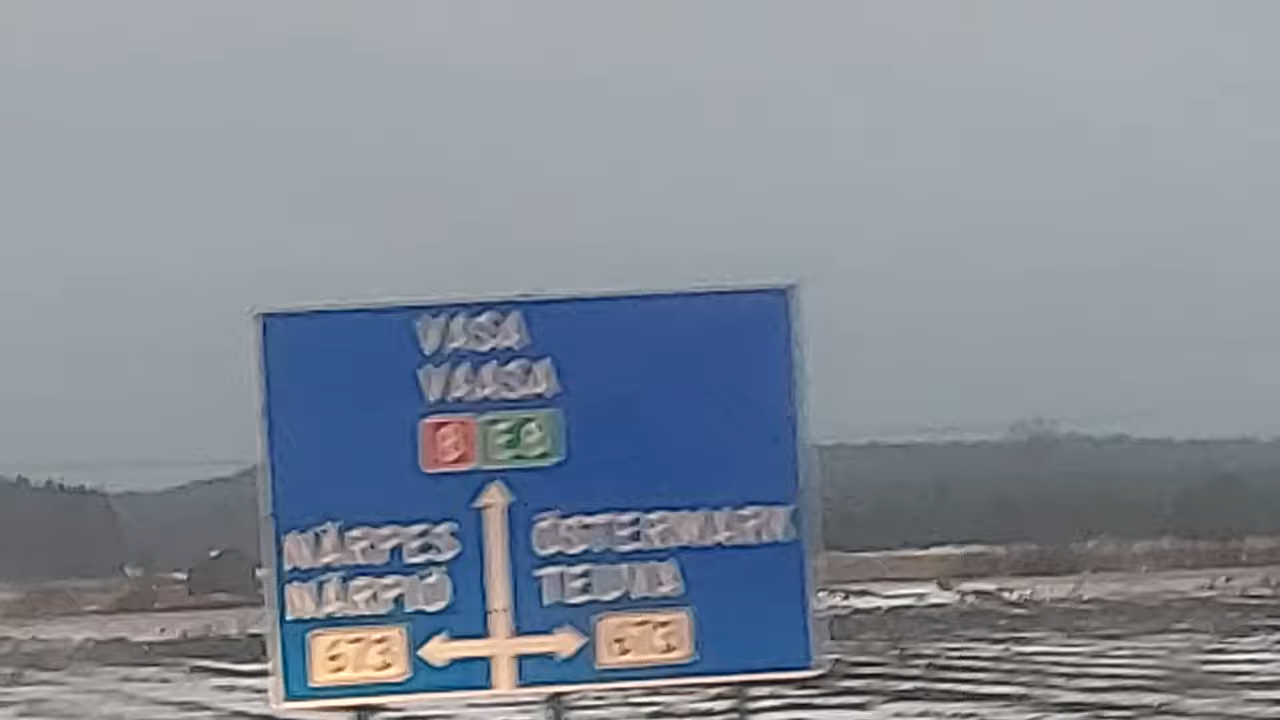 VASA
VAASA
8 E8
NÄRPES
NÄRPIÖ
673
ÖSTERMARK
TEUVA
673